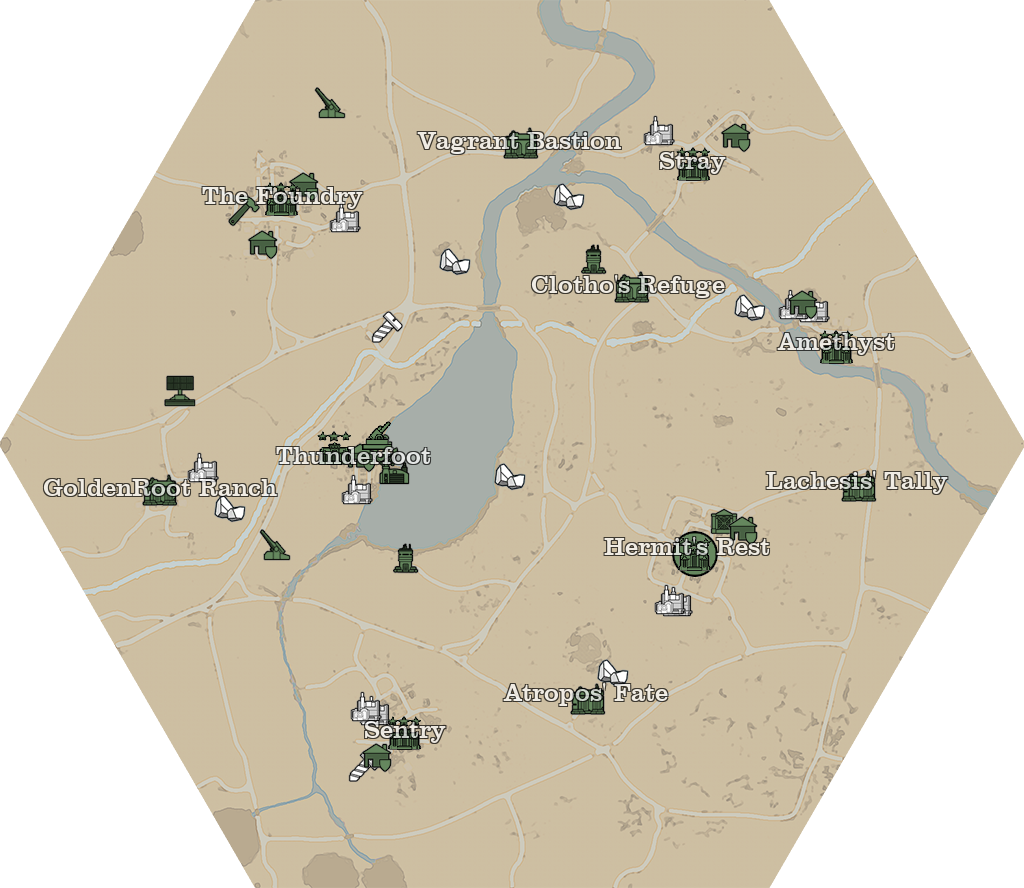 Vagrant Bastion
Stray
The Foundry
Clotho's Refuge
Amethyst
Thunderfoot
GoldenRoot Ranch
Lachesis Tally
Hermit's Rest
Atropos Fate
Sentry